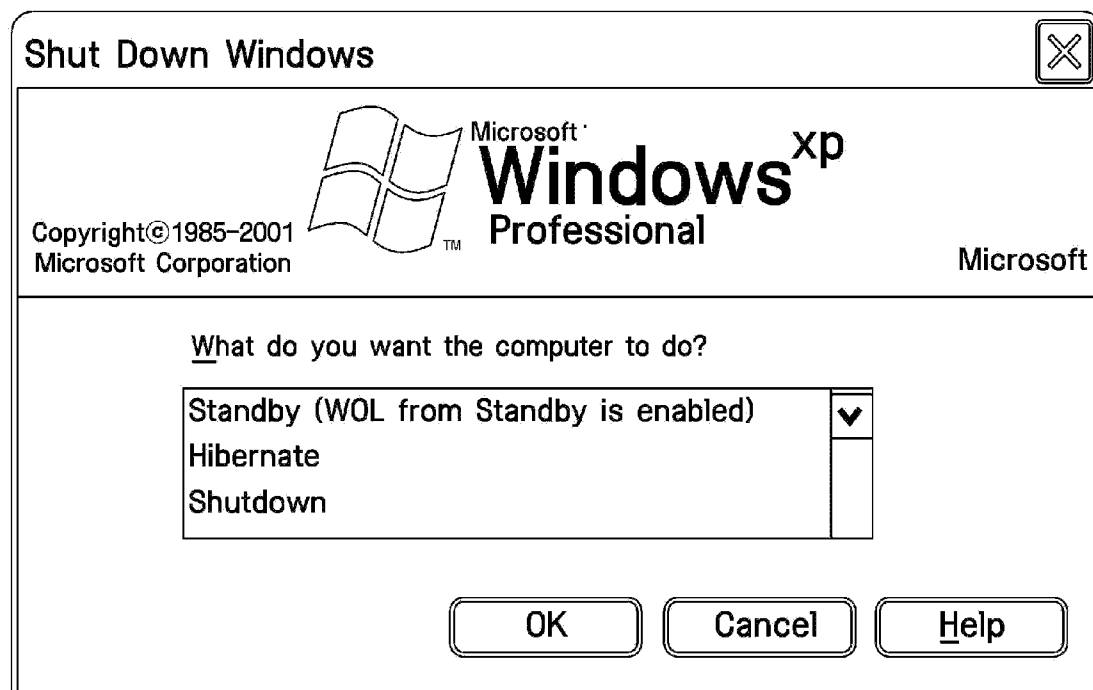 Shut Down Windows
Microsoft
Windows xp
Professional
TM
Copyright©1985-2001
Microsoft Corporation
Microsoft
What do you want the computer to do?
Standby (WOL from Standby is enabled)
Hibernate
Shutdown
OK Cancel Help